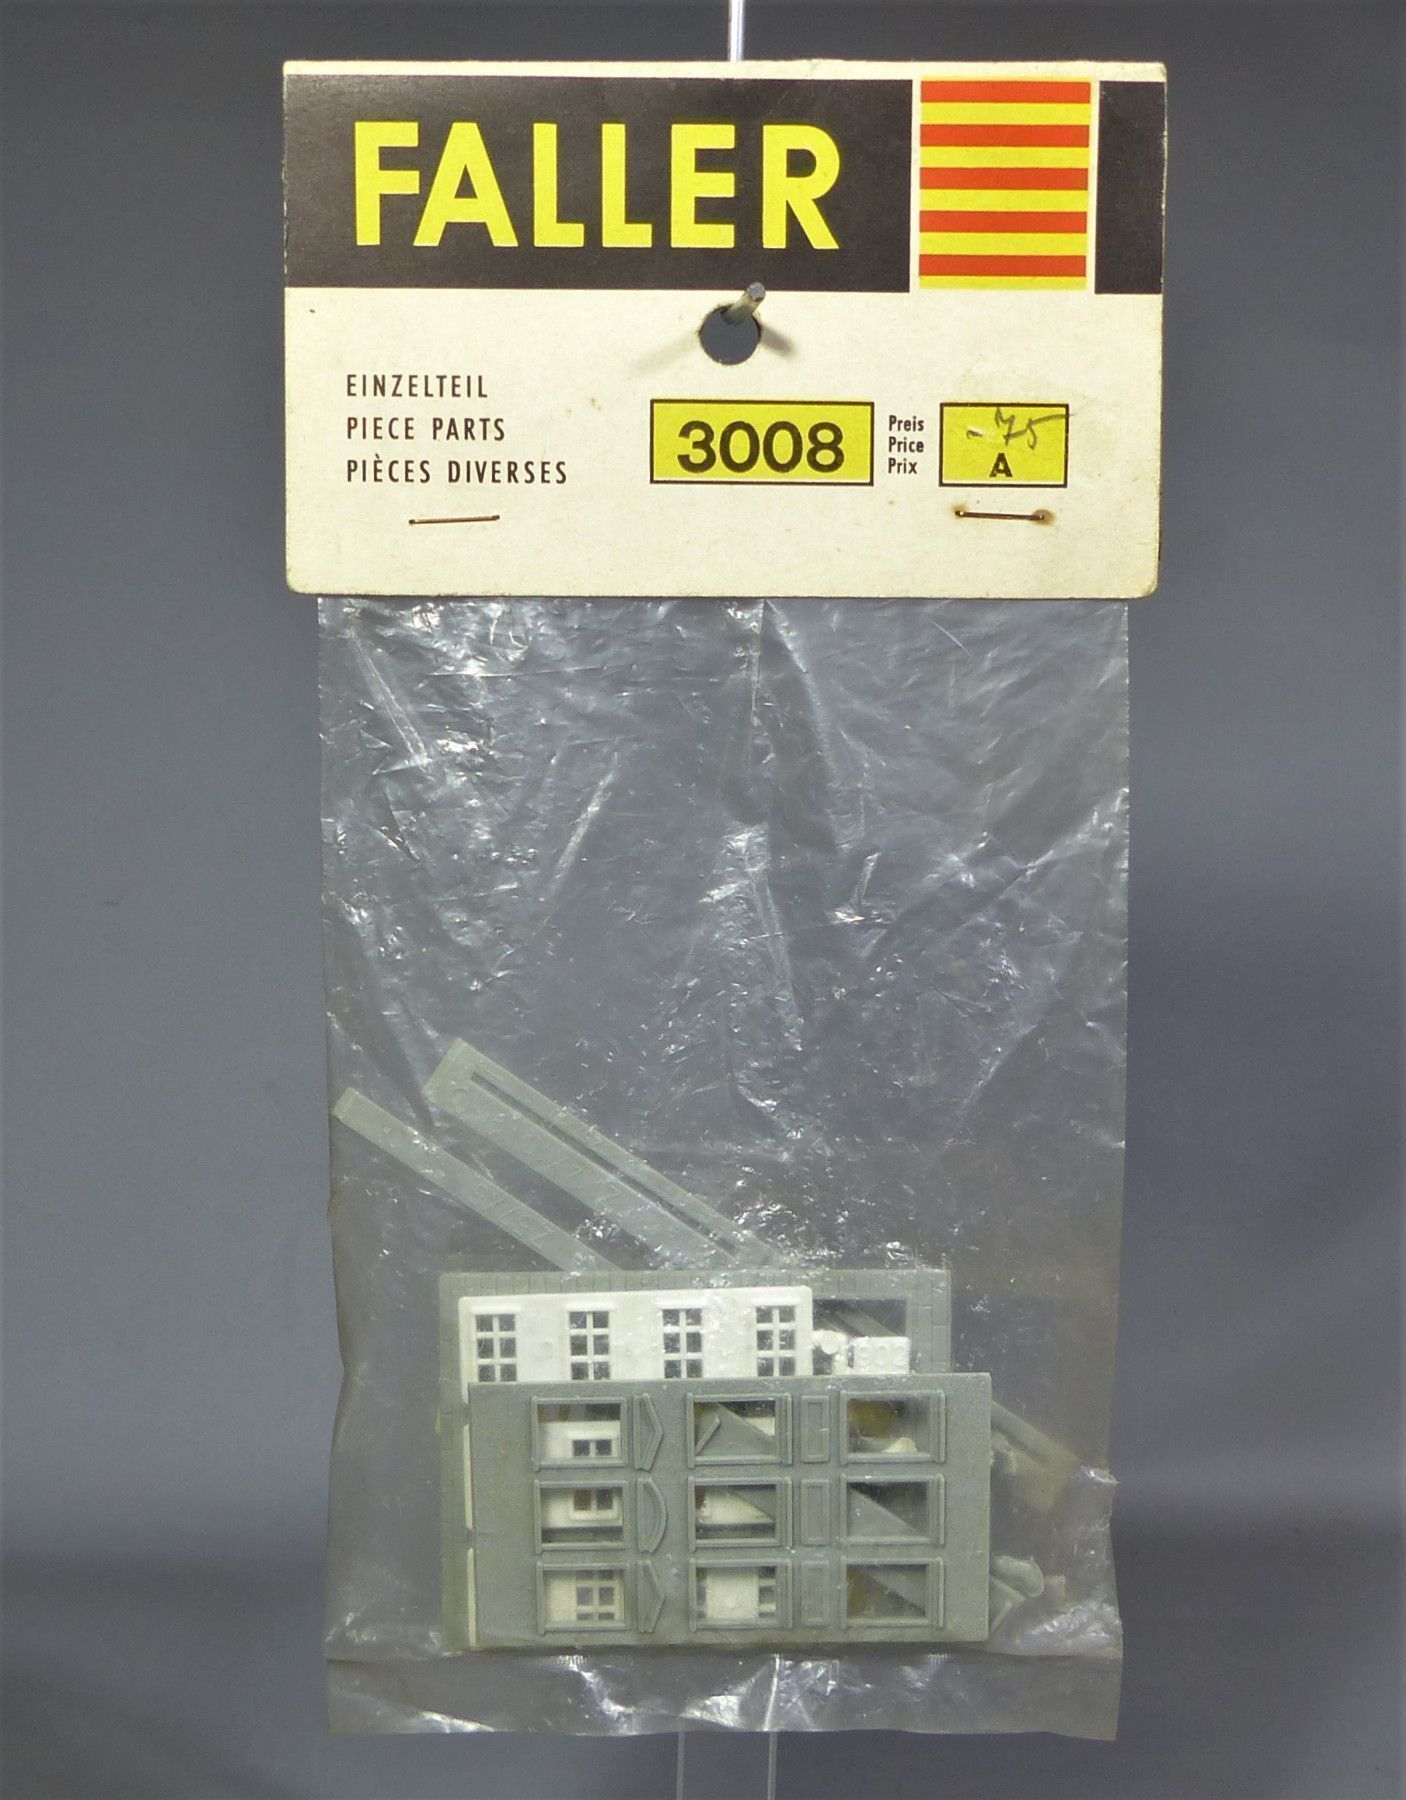 FALLER
EINZELTEIL
PIECE PARTS
PIÈCES DIVERSES
3008
Preis
Price
Prix
-.75
A